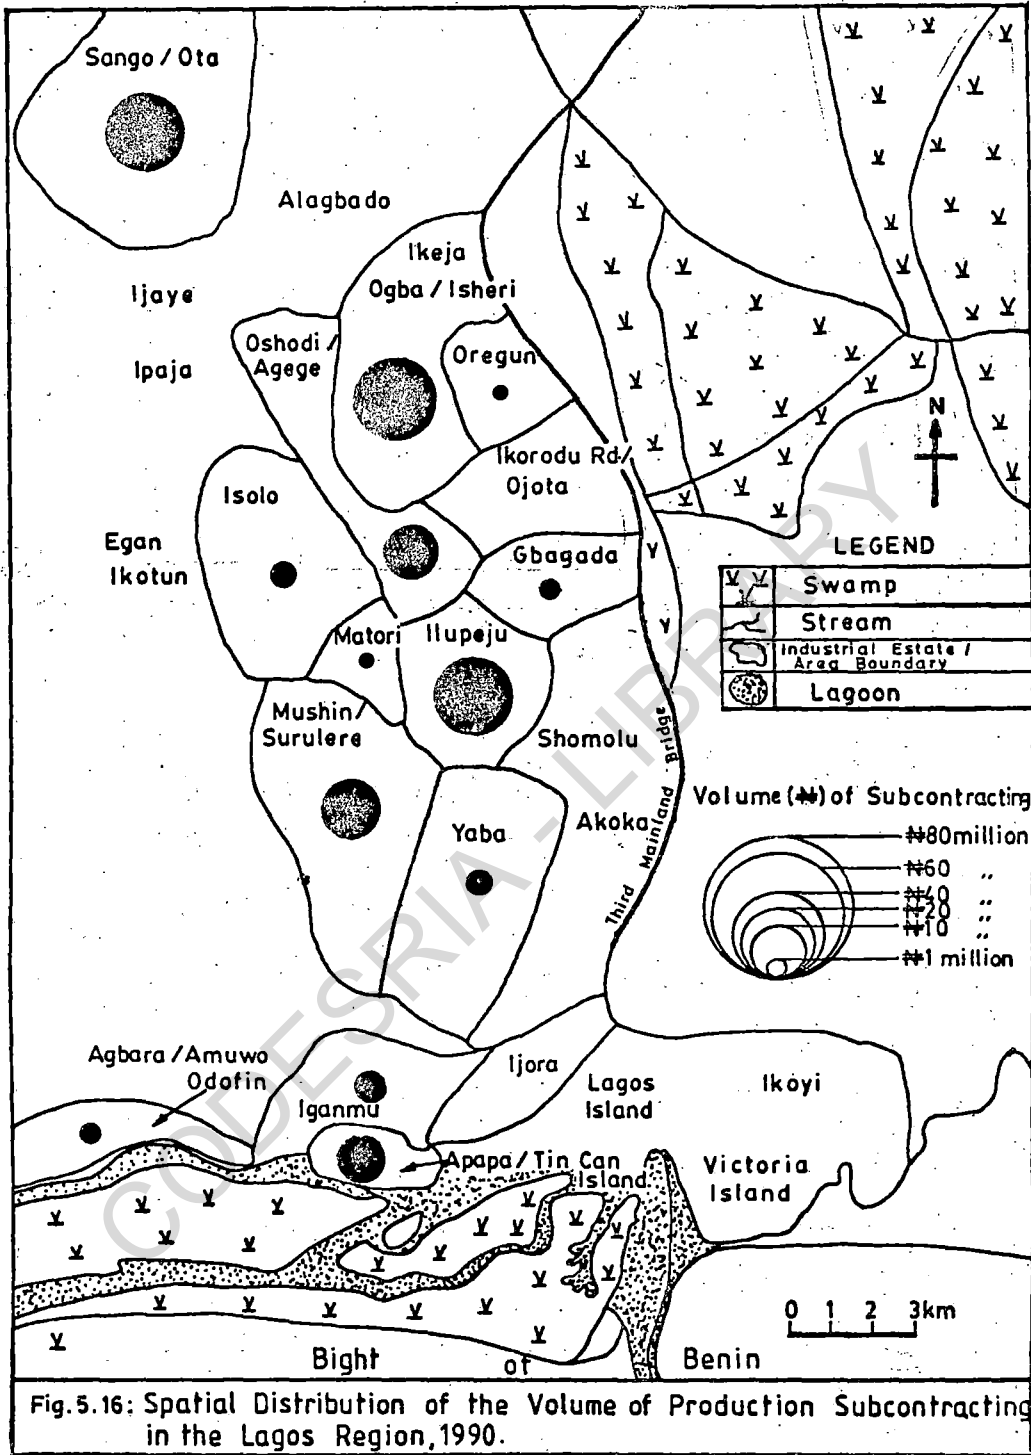 Sango / Ota
Alagbado
Ikeja
Ogba / Isheri
Ijaye
Oshodi /
Agege
Oregun
Ipaja
N
Ikorodu Rd/
Ojota
Isolo
Egan
Ikotun
Gbagada
LEGEND
Swamp
Stream
Industrial Estate /
Area Boundary
Lagoon
Matori
Ilupeju
Mushin/
Surulere
Shomolu
Third Mainland Bridge
Volume (₦) of Subcontracting
₦80 million
₦60 ,,
₦40 ,,
₦20 ,,
₦10 ,,
₦1 million
Yaba
Akoka
Agbara / Amuwo
Odofin
Ijora
Lagos
Island
Ikoyi
Iganmu
Apapa / Tin Can
Island
Victoria
Island
0 1 2 3km
Bight of Benin
Fig.5.16: Spatial Distribution of the Volume of Production Subcontracting
in the Lagos Region, 1990.
CODESRIA - LIBRARY